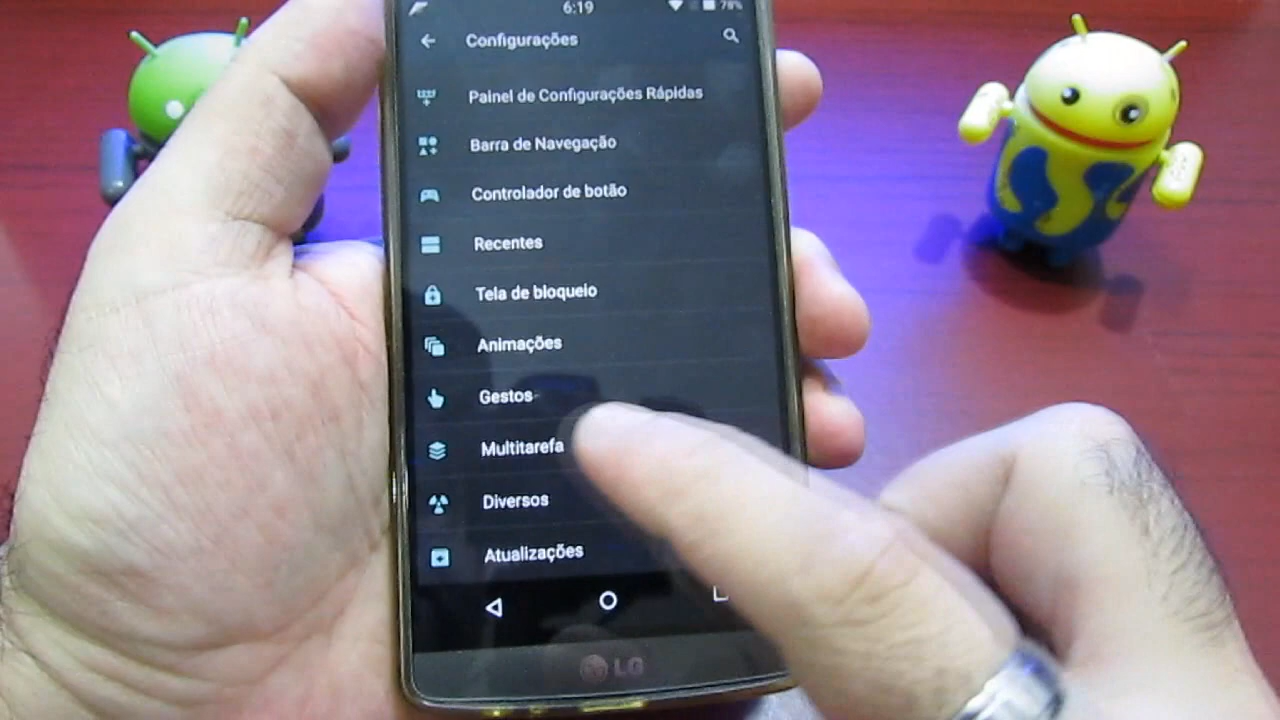 6:19
78%
Configurações
Painel de Configurações Rápidas
Barra de Navegação
Controlador de botão
Recentes
Tela de bloqueio
Animações
Gestos
Multitarefa
Diversos
Atualizações
LG